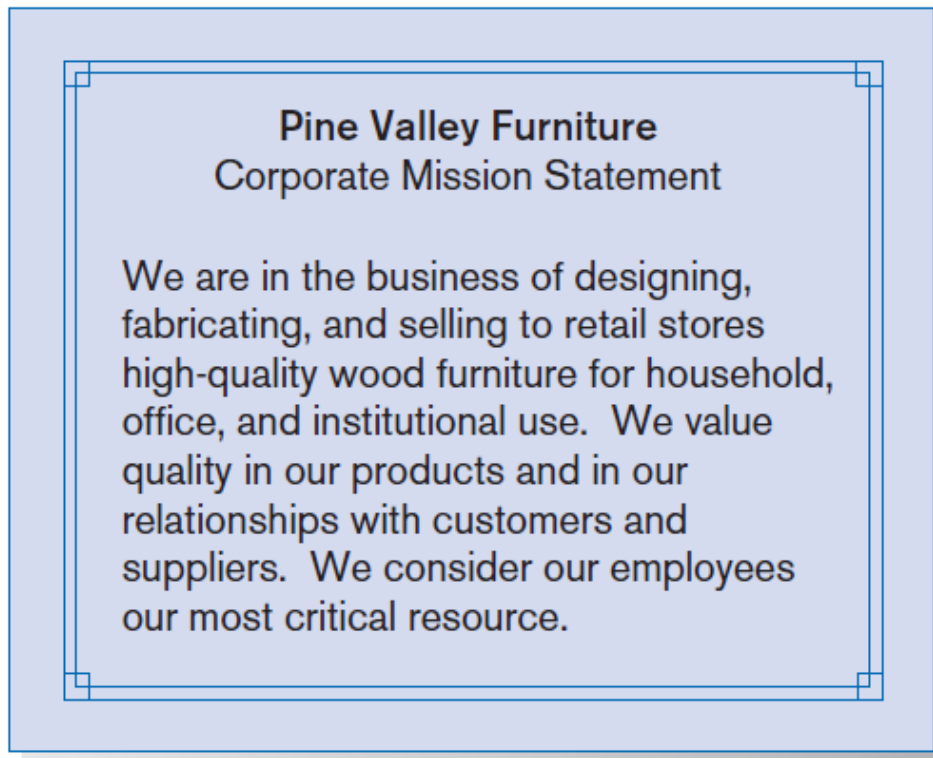 Pine Valley Furniture
Corporate Mission Statement
We are in the business of designing,
fabricating, and selling to retail stores
high-quality wood furniture for household,
office, and institutional use.  We value
quality in our products and in our
relationships with customers and
suppliers.  We consider our employees
our most critical resource.